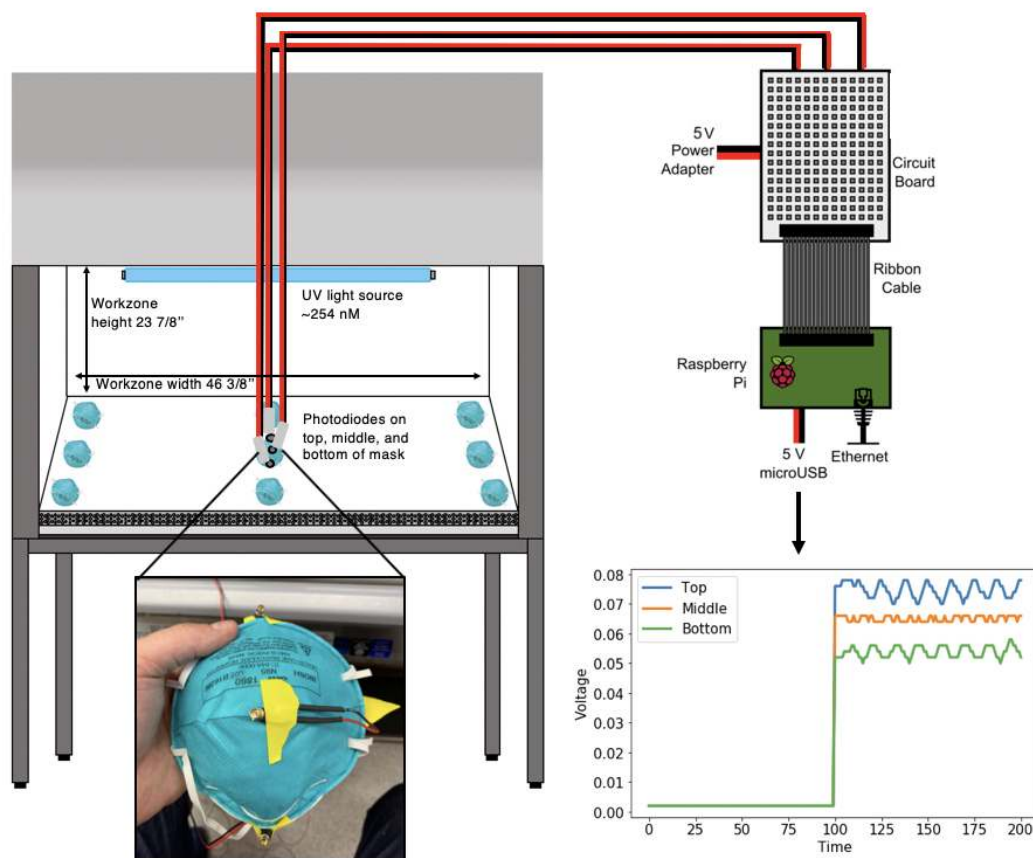 5 V
Power
Adapter
Circuit
Board
Ribbon
Cable
Raspberry
Pi
5 V
microUSB
Ethernet
UV light source
~254 nM
Workzone
height 23 7/8"
Workzone width 46 3/8"
Photodiodes on
top, middle, and
bottom of mask
1860
N95
NIOSH
0.08
0.07
0.06
0.05
0.04
0.03
0.02
0.01
0.00
Voltage
Top
Middle
Bottom
0
25
50
75
100
125
150
175
200
Time